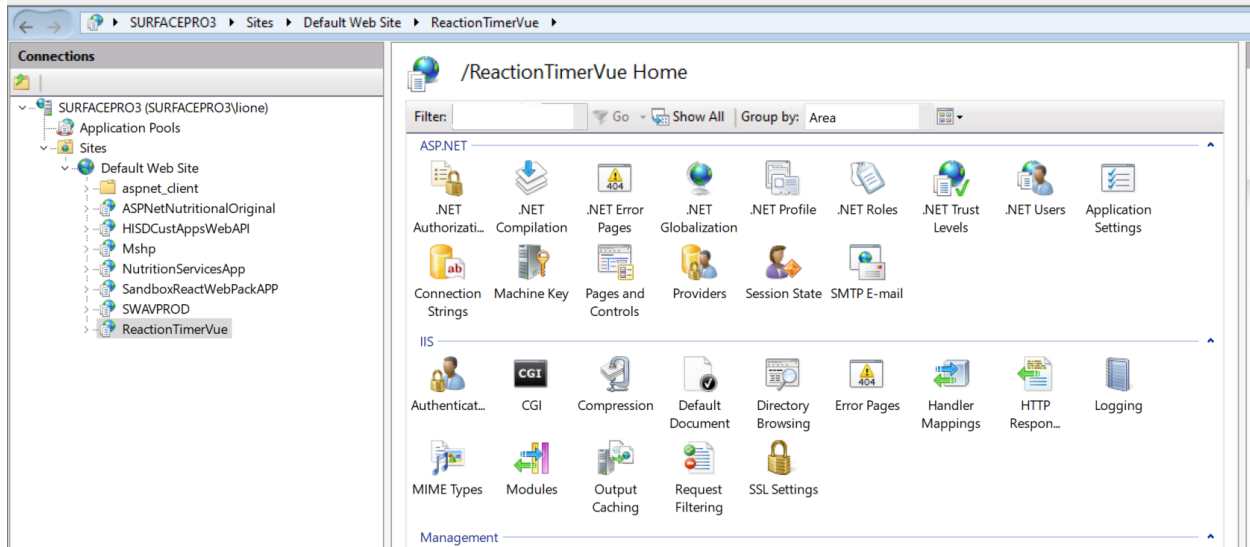 SURFACEPRO3 Sites Default Web Site ReactionTimerVue
Connections
SURFACEPRO3 (SURFACEPRO3\lione)
Application Pools
Sites
Default Web Site
aspnet_client
ASPNetNutritionalOriginal
HISDCustAppsWebAPI
Mshp
NutritionServicesApp
SandboxReactWebPackAPP
SWAVPROD
ReactionTimerVue
/ReactionTimerVue Home
Filter: Go Show All Group by: Area
ASP.NET
.NET .NET .NET Error .NET .NET Profile .NET Roles .NET Trust .NET Users Application
Authorizati... Compilation Pages Globalization Levels Settings
404
Connection Machine Key Pages and Providers Session State SMTP E-mail
Strings Controls
ab
IIS
CGI
404
Authenticat... CGI Compression Default Directory Error Pages Handler HTTP Logging
Document Browsing Mappings Respon...
MIME Types Modules Output Request SSL Settings
Caching Filtering
Management